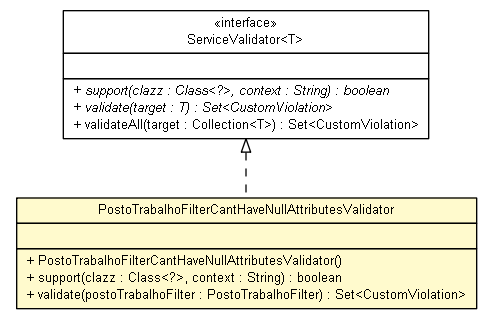 «interface»
ServiceValidator<T>
+ support(clazz : Class<?>, context : String) : boolean
+ validate(target : T) : Set<CustomViolation>
+ validateAll(target : Collection<T>) : Set<CustomViolation>
PostoTrabalhoFilterCantHaveNullAttributesValidator
+ PostoTrabalhoFilterCantHaveNullAttributesValidator()
+ support(clazz : Class<?>, context : String) : boolean
+ validate(postoTrabalhoFilter : PostoTrabalhoFilter) : Set<CustomViolation>